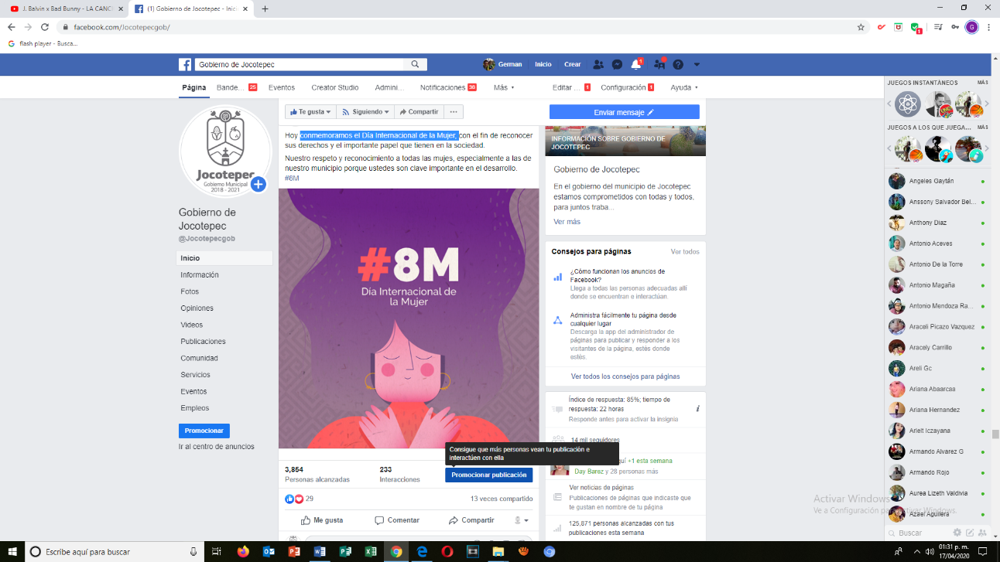 J. Balvin x Bad Bunny - LA CANC
(1) Gobierno de Jocotepec - Inic
facebook.com/Jocotepecgob/
G
flash player - Busca...
Gobierno de Jocotepec
German
Inicio
Crear
1
Página
Bande... 25
Eventos
Creator Studio
Admini...
Notificaciones 36
Más
Editar ... 1
Configuración 1
Ayuda
JUEGOS INSTANTÁNEOS
MÁS
JUEGOS A LOS QUE JUEGA...
MÁS
Jocotepec
Gobierno Municipal
2018 - 2021
Gobierno de
Jocotepec
@Jocotepecgob
Inicio
Información
Fotos
Opiniones
Videos
Publicaciones
Comunidad
Servicios
Eventos
Empleos
Promocionar
Ir al centro de anuncios
Te gusta
Siguiendo
Compartir
Hoy conmemoramos el Día Internacional de la Mujer, con el fin de reconocer
sus derechos y el importante papel que tienen en la sociedad.
Nuestro respeto y reconocimiento a todas las mujes, especialmente a las de
nuestro municipio porque ustedes son clave importante en el desarrollo.
#6M
#8M
Día Internacional de
la Mujer
Consigue que más personas vean tu publicación e
interactúen con ella
3,854
Personas alcanzadas
233
Interacciones
Promocionar publicación
29
13 veces compartido
Me gusta
Comentar
Compartir
Enviar mensaje
INFORMACIÓN SOBRE GOBIERNO DE
JOCOTEPEC
Gobierno de Jocotepec
En el gobierno del municipio de Jocotepec
estamos comprometidos con todas y todos,
para juntos traba...
Ver más
Consejos para páginas
Ver todos
¿Cómo funcionan los anuncios de
Facebook?
Llega a todas las personas adecuadas allí
donde se encuentran e interactúan.
Administra fácilmente tu página desde
cualquier lugar
Descarga la app del administrador de
páginas para publicar y responder a los
visitantes de la página, estés donde
estés.
Ver todos los consejos para páginas
Índice de respuesta: 85%; tiempo de
respuesta: 22 horas
Responde antes para activar la insignia
14 mil seguidores
quí +1 esta semana
Day Barez y 28 personas más
Ver noticias de páginas
Publicaciones de páginas que indicaste que
te gustan en nombre de tu página
125,871 personas alcanzadas con tus
publicaciones esta semana
Angeles Gaytán
Anssony Salvador Bel...
Anthony Diaz
Antonio Aceves
Antonio De la Torre
Antonio Magaña
Antonio Mendoza Ra...
Araceli Picazo Vazquez
Aracely Carrillo
Areli Gc
Ariana Abaarcaa
Ariana Hernandez
Arlett Iczayana
Armando Alvarez G
Armando Rojo
Aurea Lizeth Valdivia
Azael Aguilera
Activar Windows
Ve a Configuración para activar Windows.
Buscar
Escribe aquí para buscar
01:31 p. m.
17/04/2020